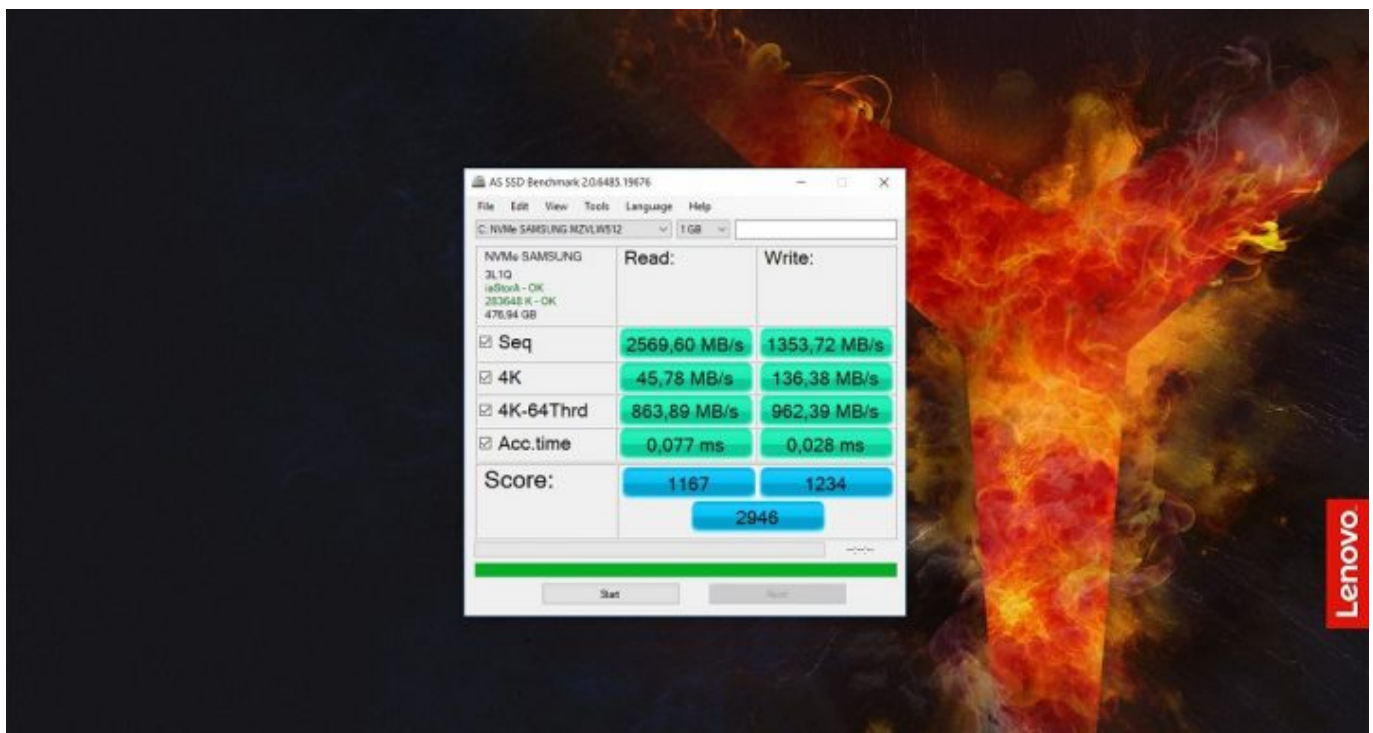 AS SSD Benchmark 2.0.6485.19676
File Edit View Tools Language Help
C: NVMe SAMSUNG MZVLW512 1 GB
NVMe SAMSUNG
3L1Q
iaStorA - OK
283648 K - OK
476,94 GB
Read:
Write:
Seq 2569,60 MB/s 1353,72 MB/s
4K 45,78 MB/s 136,38 MB/s
4K-64Thrd 863,89 MB/s 962,39 MB/s
Acc.time 0,077 ms 0,028 ms
Score: 1167 1234
2946
--:--:--
Start
Lenovo